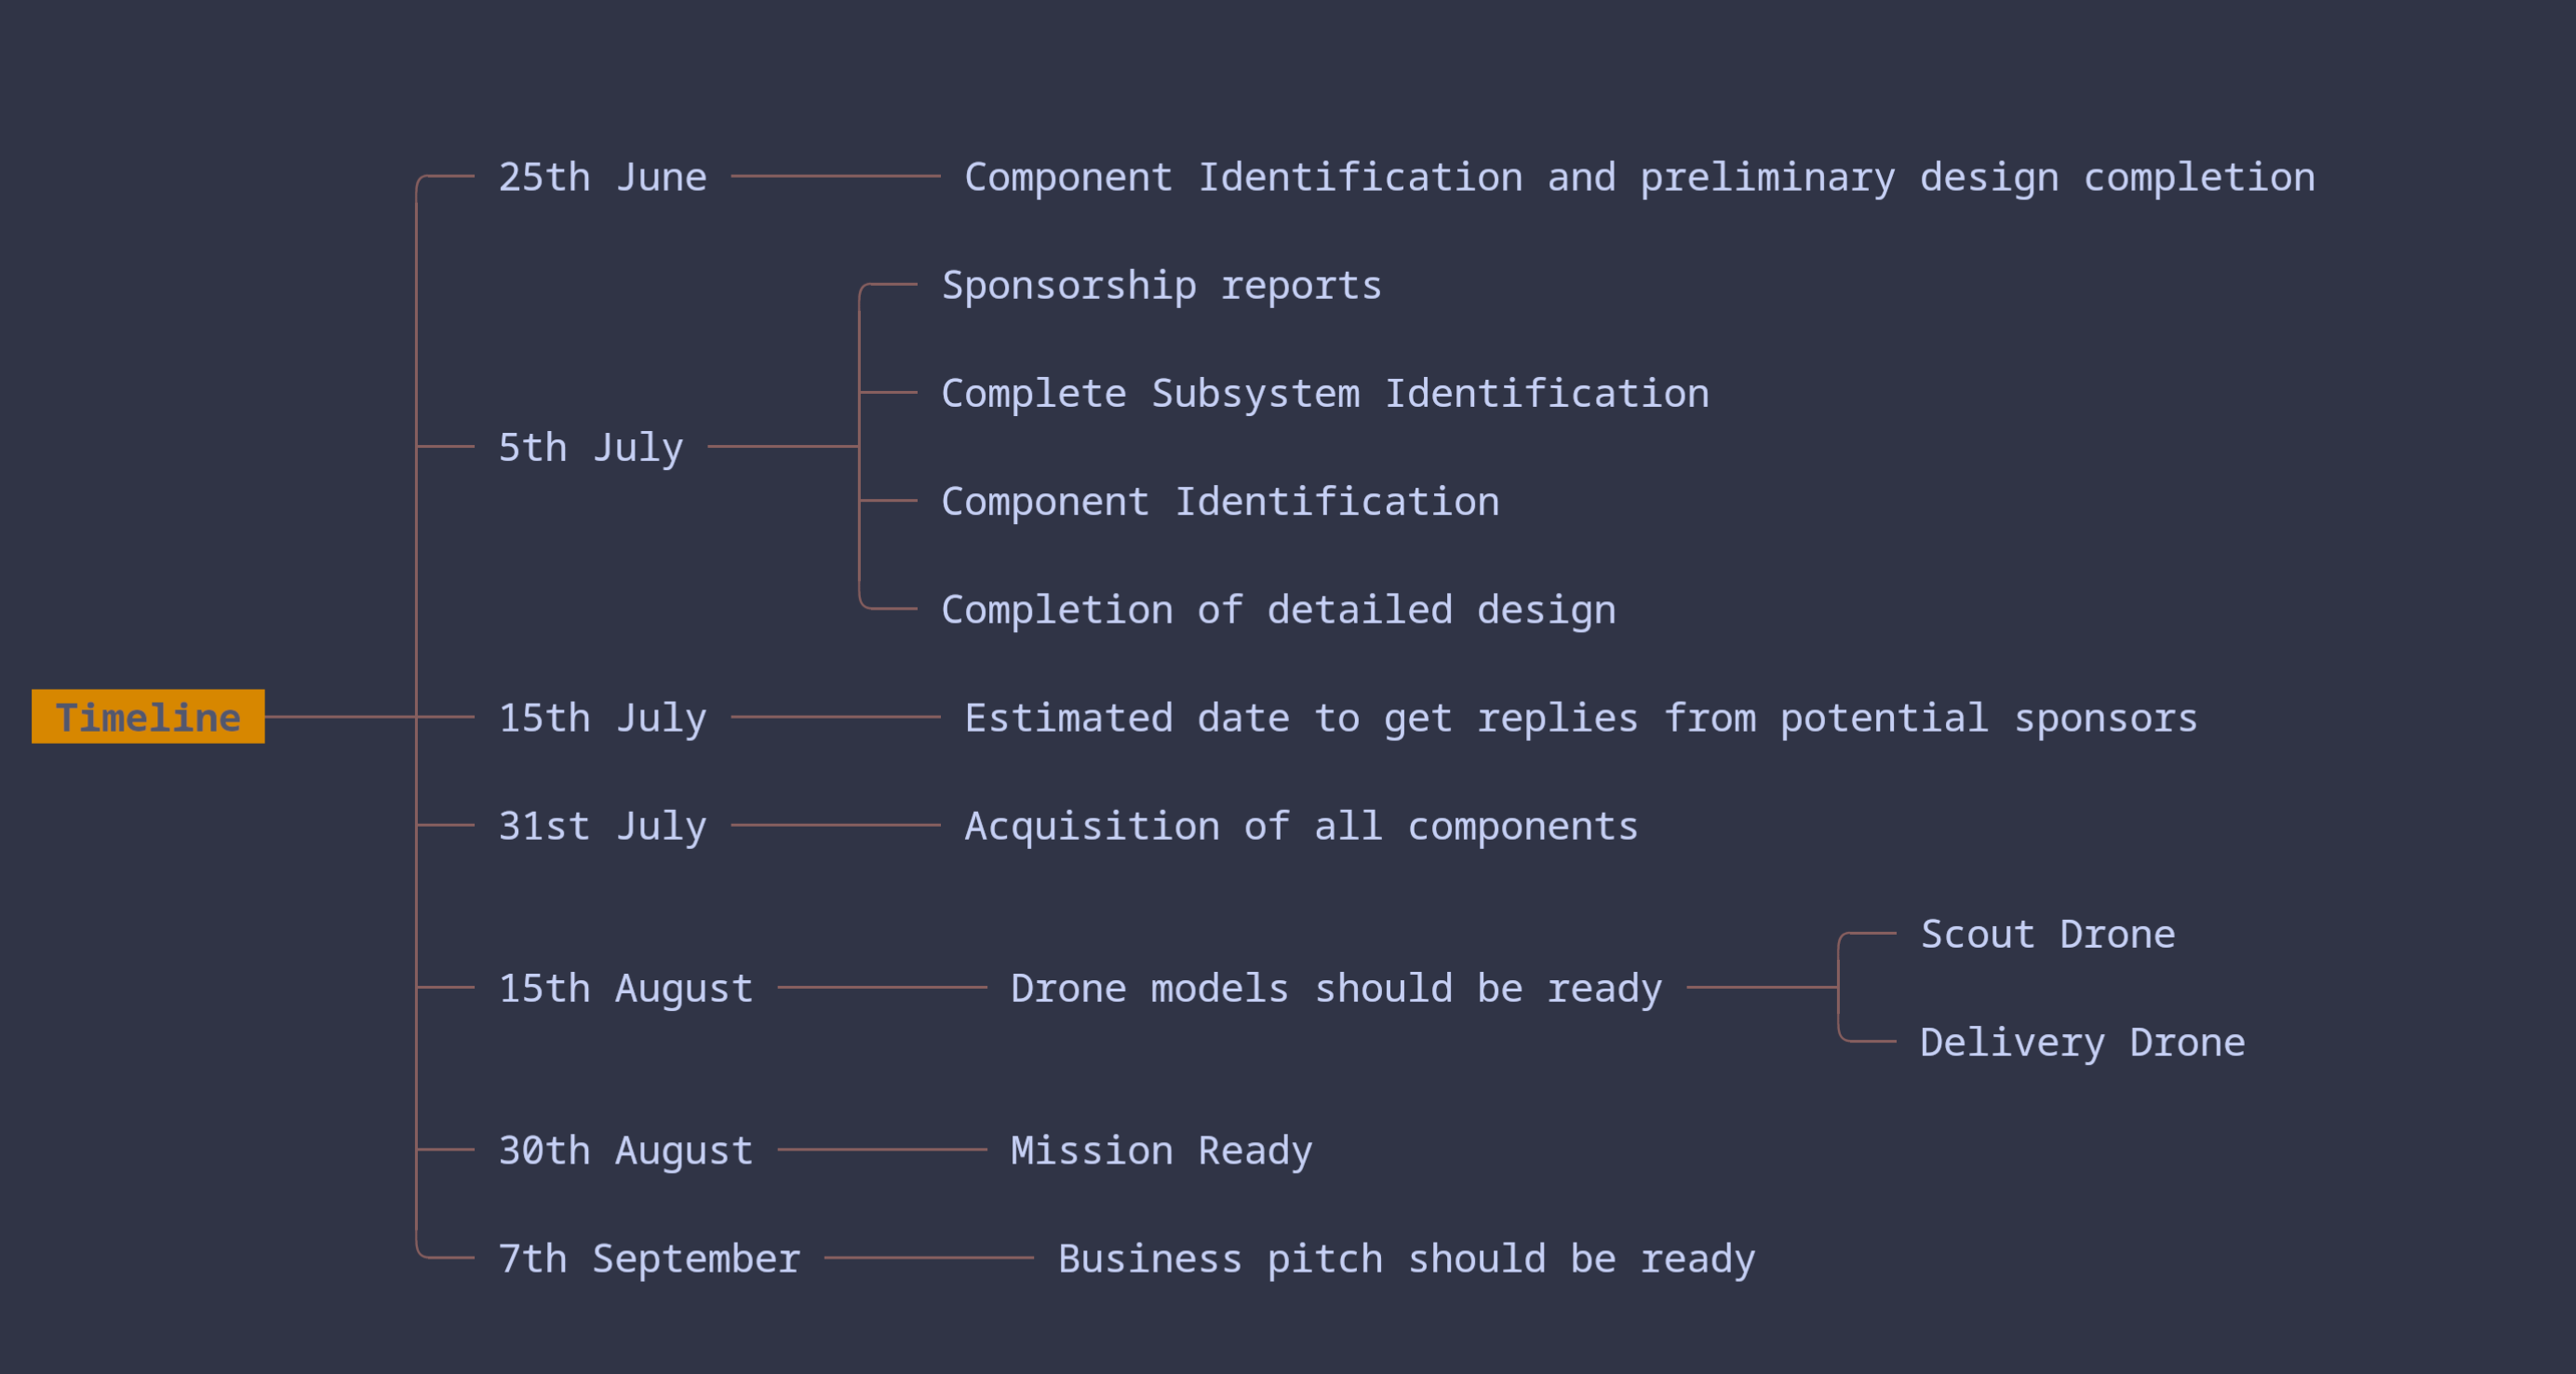 25th June
Component Identification and preliminary design completion
Sponsorship reports
Complete Subsystem Identification
5th July
Component Identification
Completion of detailed design
Timeline
15th July
Estimated date to get replies from potential sponsors
31st July
Acquisition of all components
Scout Drone
15th August
Drone models should be ready
Delivery Drone
30th August
Mission Ready
7th September
Business pitch should be ready